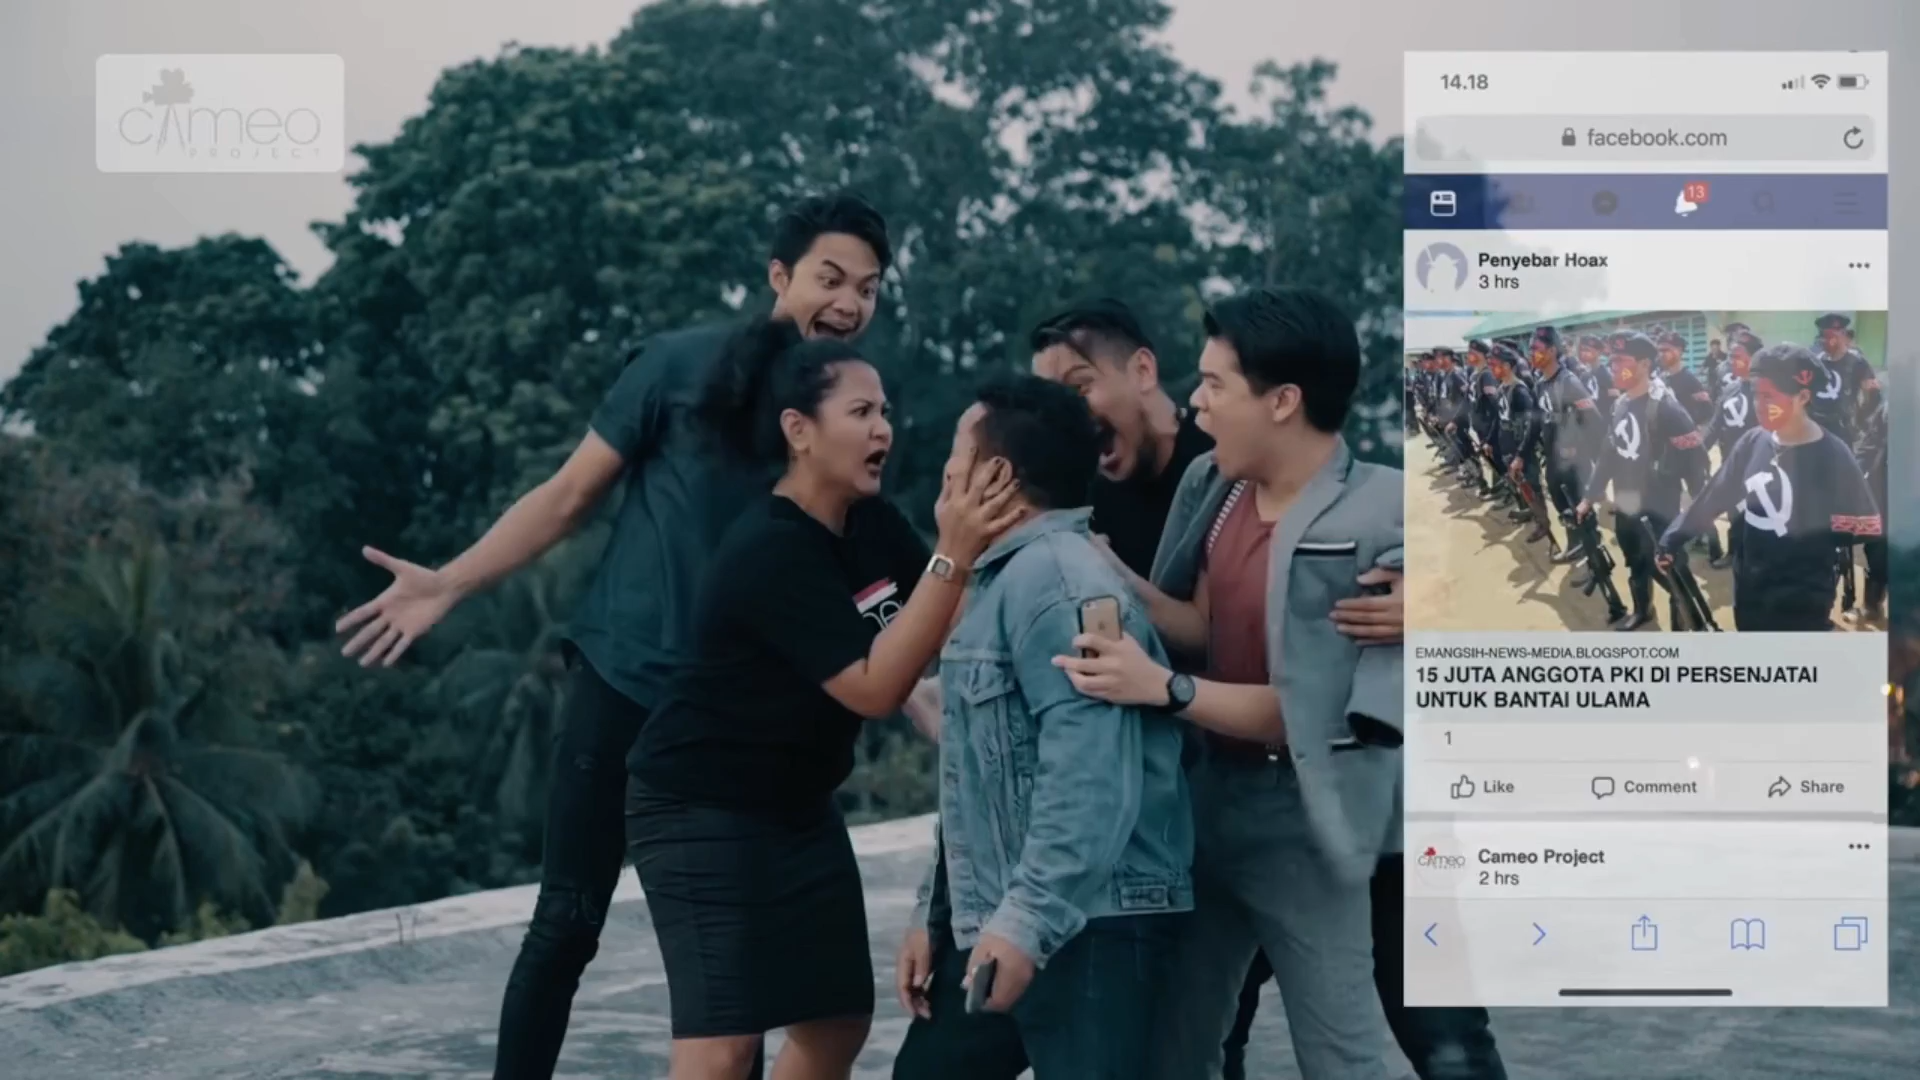 cameo
PROJECT
14.18
facebook.com
13
Penyebar Hoax
3 hrs
EMANGSIH-NEWS-MEDIA.BLOGSPOT.COM
15 JUTA ANGGOTA PKI DI PERSENJATAI
UNTUK BANTAI ULAMA
1
Like
Comment
Share
cameo
Cameo Project
2 hrs